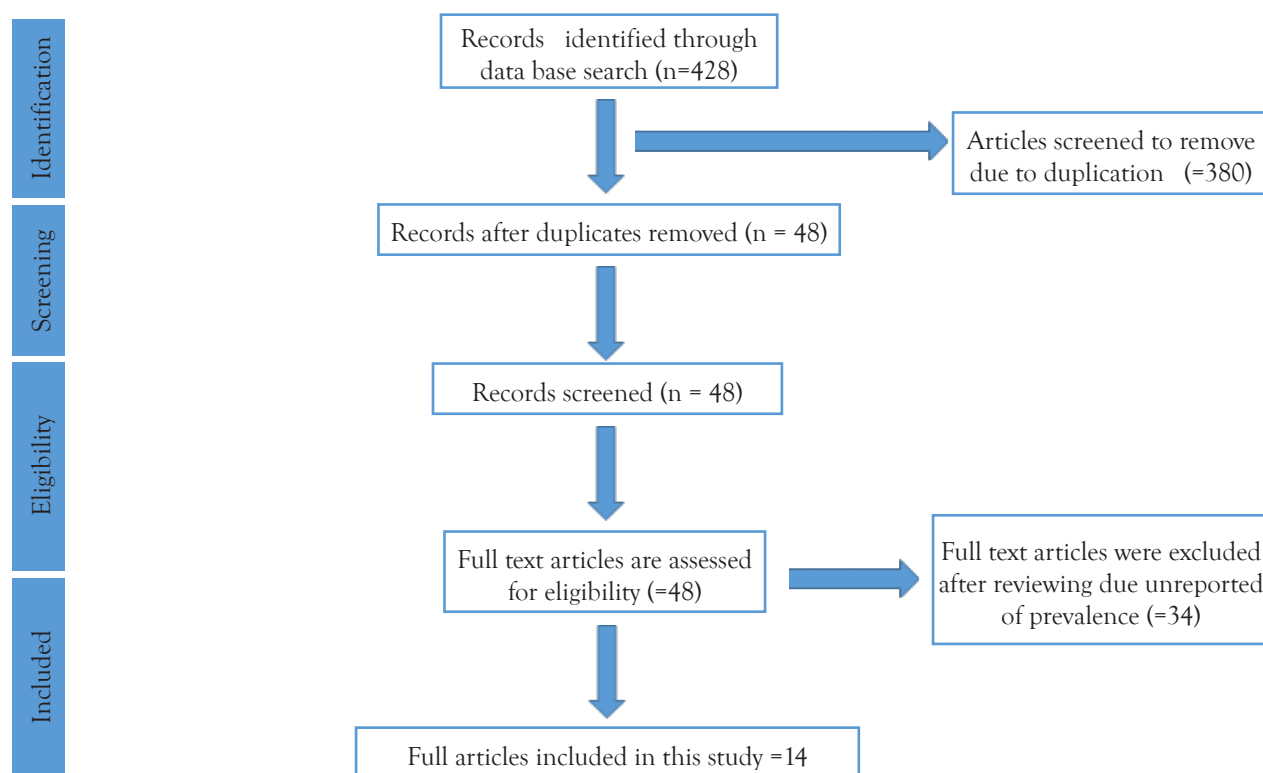 Identification
Records identified through
data base search (n=428)
Articles screened to remove
due to duplication (=380)
Screening
Records after duplicates removed (n = 48)
Eligibility
Records screened (n = 48)
Full text articles are assessed
for eligibility (=48)
Full text articles were excluded
after reviewing due unreported
of prevalence (=34)
Included
Full articles included in this study =14